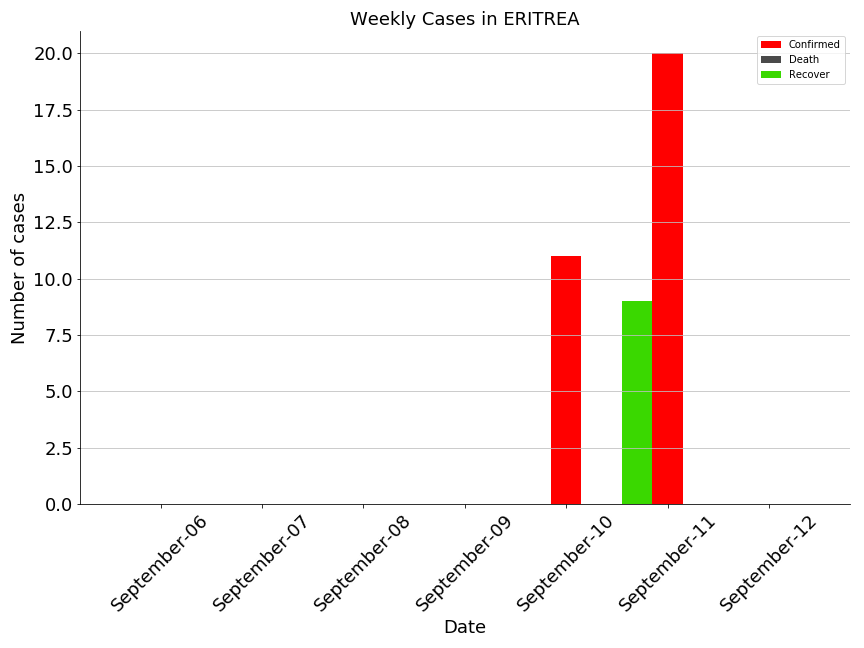 Weekly Cases in ERITREA
Confirmed
Death
Recover
20.0
17.5
15.0
12.5
10.0
7.5
5.0
2.5
0.0
Number of cases
September-06
September-07
September-08
September-09
September-10
September-11
September-12
Date